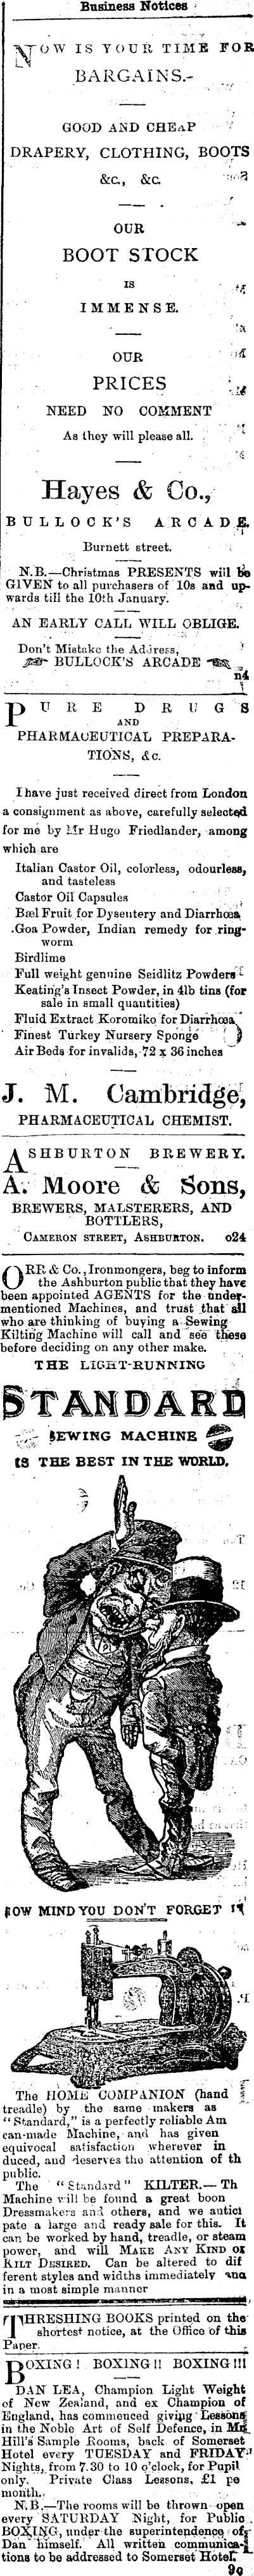 Business Notices
NOW IS YOUR TIME FOR
BARGAINS.-
GOOD AND CHEAP
DRAPERY, CLOTHING, BOOTS
&c., &c.
OUR
BOOT STOCK
IS
IMMENSE.
OUR
PRICES
NEED NO COMMENT
As they will please all.
Hayes & Co.,
BULLOCK'S ARCADE.
Burnett street.
N.B.—Christmas PRESENTS will be
GIVEN to all purchasers of 10s and up-
wards till the 10th January.
AN EARLY CALL WILL OBLIGE.
Don't Mistake the Address,
BULLOCK'S ARCADE
n4
PURE DRUGS
AND
PHARMACEUTICAL PREPARA-
TIONS, &c.
I have just received direct from London
a consignment as above, carefully selected
for me by Mr Hugo Friedlander, among
which are
Italian Castor Oil, colorless, odourless,
and tasteless
Castor Oil Capsules
Bæl Fruit for Dysentery and Diarrhœa
Goa Powder, Indian remedy for ring-
worm
Birdlime
Full weight genuine Seidlitz Powders
Keating's Insect Powder, in 4lb tins (for
sale in small quantities)
Fluid Extract Koromiko for Diarrhœa
Finest Turkey Nursery Sponge
Air Beds for invalids, 72 x 36 inches
J. M. Cambridge,
PHARMACEUTICAL CHEMIST.
ASHBURTON BREWERY.
A. Moore & Sons,
BREWERS, MALSTERERS, AND
BOTTLERS,
CAMERON STREET, ASHBURTON. o24
ORR & Co., Ironmongers, beg to inform
the Ashburton public that they have
been appointed AGENTS for the under-
mentioned Machines, and trust that all
who are thinking of buying a Sewing
Kilting Machine will call and see these
before deciding on any other make.
THE LIGHT-RUNNING
STANDARD
SEWING MACHINE
IS THE BEST IN THE WORLD.
NOW MIND YOU DON'T FORGET IT
The HOME COMPANION (hand
treadle) by the same makers as
"Standard," is a perfectly reliable Am
can-made Machine, and has given
equivocal satisfaction wherever in
duced, and deserves the attention of th
public.
The "Standard" KILTER.— Th
Machine will be found a great boon
Dressmakers and others, and we antici
pate a large and ready sale for this. It
can be worked by hand, treadle, or steam
power, and will MAKE ANY KIND OF
KILT DESIRED. Can be altered to dif
ferent styles and widths immediately and
in a most simple manner
THRESHING BOOKS printed on the
shortest notice, at the Office of this
Paper.
BOXING! BOXING!! BOXING!!!
DAN LEA, Champion Light Weight
of New Zealand, and ex Champion of
England, has commenced giving Lessons
in the Noble Art of Self Defence, in Mr
Hill's Sample Rooms, back of Somerset
Hotel every TUESDAY and FRIDAY
Nights, from 7.30 to 10 o'clock, for Pupil
only. Private Class Lessons, £1 pe
month.
N.B.—The rooms will be thrown open
every SATURDAY Night, for Public
BOXING, under the superintendence of
Dan himself. All written communica-
tions to be addressed to Somerset Hotel.